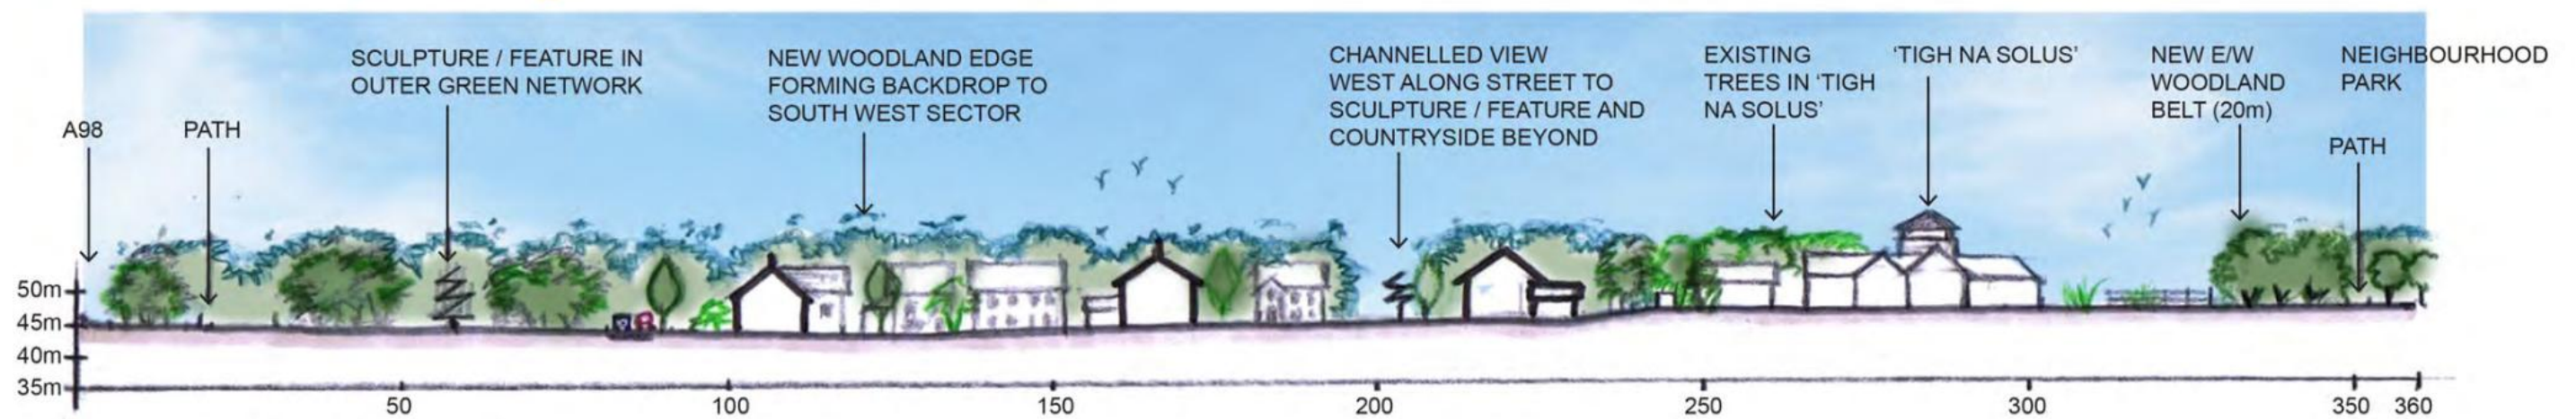 A98
PATH
SCULPTURE / FEATURE IN
OUTER GREEN NETWORK
NEW WOODLAND EDGE
FORMING BACKDROP TO
SOUTH WEST SECTOR
CHANNELLED VIEW
WEST ALONG STREET TO
SCULPTURE / FEATURE AND
COUNTRYSIDE BEYOND
EXISTING
TREES IN ‘TIGH
NA SOLUS’
‘TIGH NA SOLUS’
NEW E/W
WOODLAND
BELT (20m)
NEIGHBOURHOOD
PARK
PATH
50m
45m
40m
35m
50
100
150
200
250
300
350
360